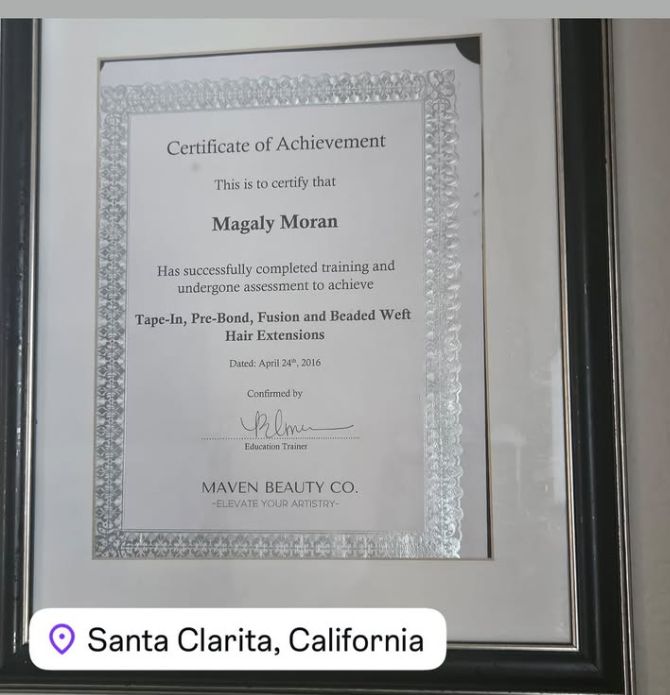 Certificate of Achievement
This is to certify that
Magaly Moran
Has successfully completed training and
undergone assessment to achieve
Tape-In, Pre-Bond, Fusion and Beaded Weft
Hair Extensions
Dated: April 24th, 2016
Confirmed by
Education Trainer
MAVEN BEAUTY CO.
-ELEVATE YOUR ARTISTRY-
Santa Clarita, California